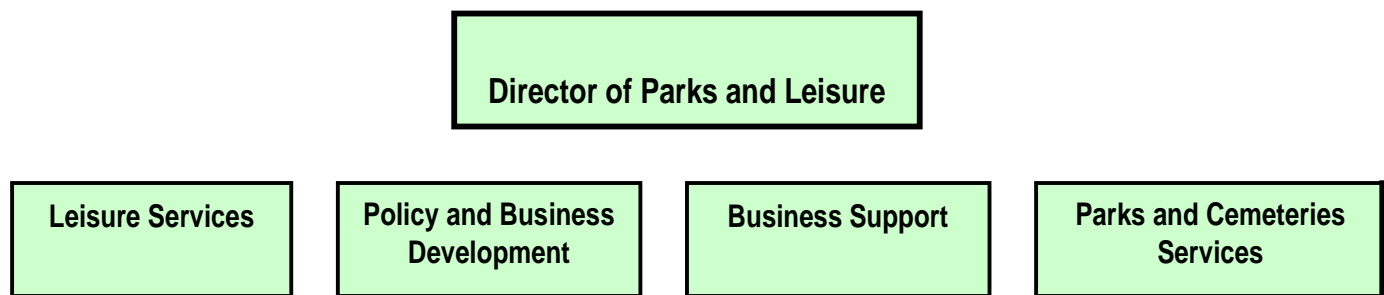 Director of Parks and Leisure
Leisure Services
Policy and Business
Development
Business Support
Parks and Cemeteries
Services